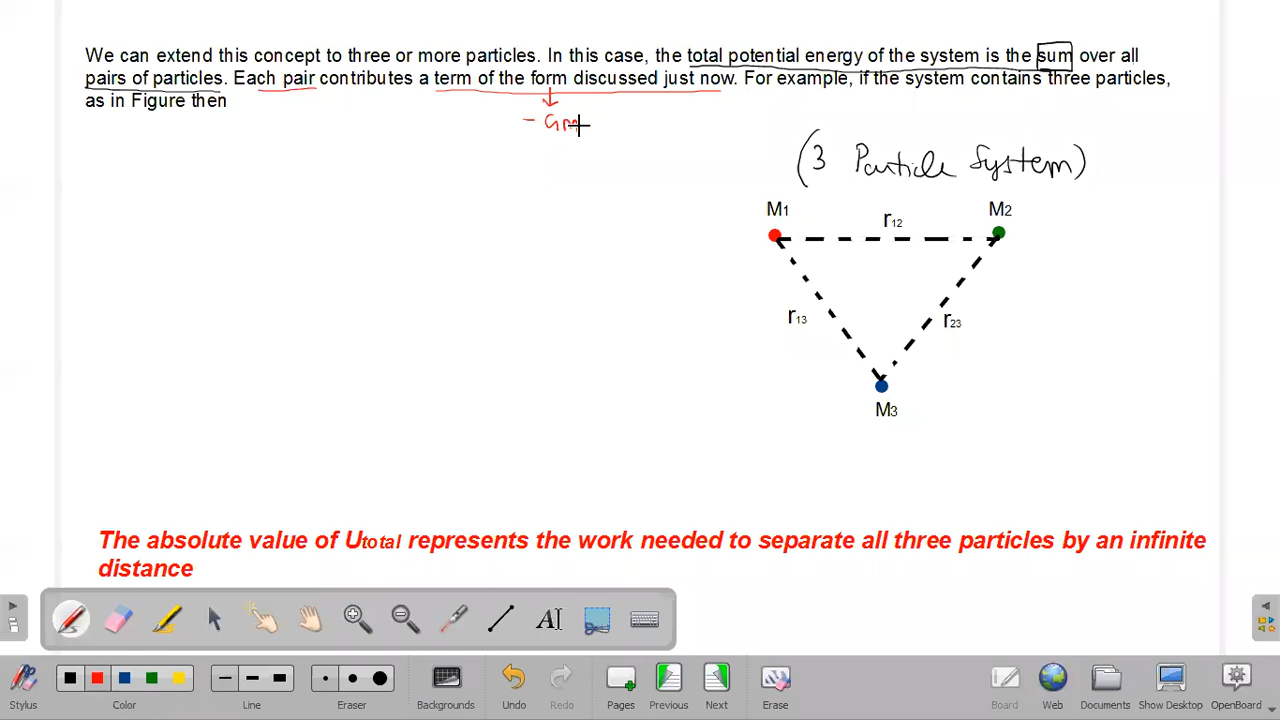 We can extend this concept to three or more particles. In this case, the total potential energy of the system is the sum over all
pairs of particles. Each pair contributes a term of the form discussed just now. For example, if the system contains three particles,
as in Figure then
- Gm
(3 Particle System)
M1
r12
M2
r13
r23
M3
The absolute value of Utotal represents the work needed to separate all three particles by an infinite
distance
AI
Stylus
Color
Line
Eraser
Backgrounds
Undo
Redo
Pages
Previous
Next
Erase
Board
Web
Documents
Show Desktop
OpenBoard